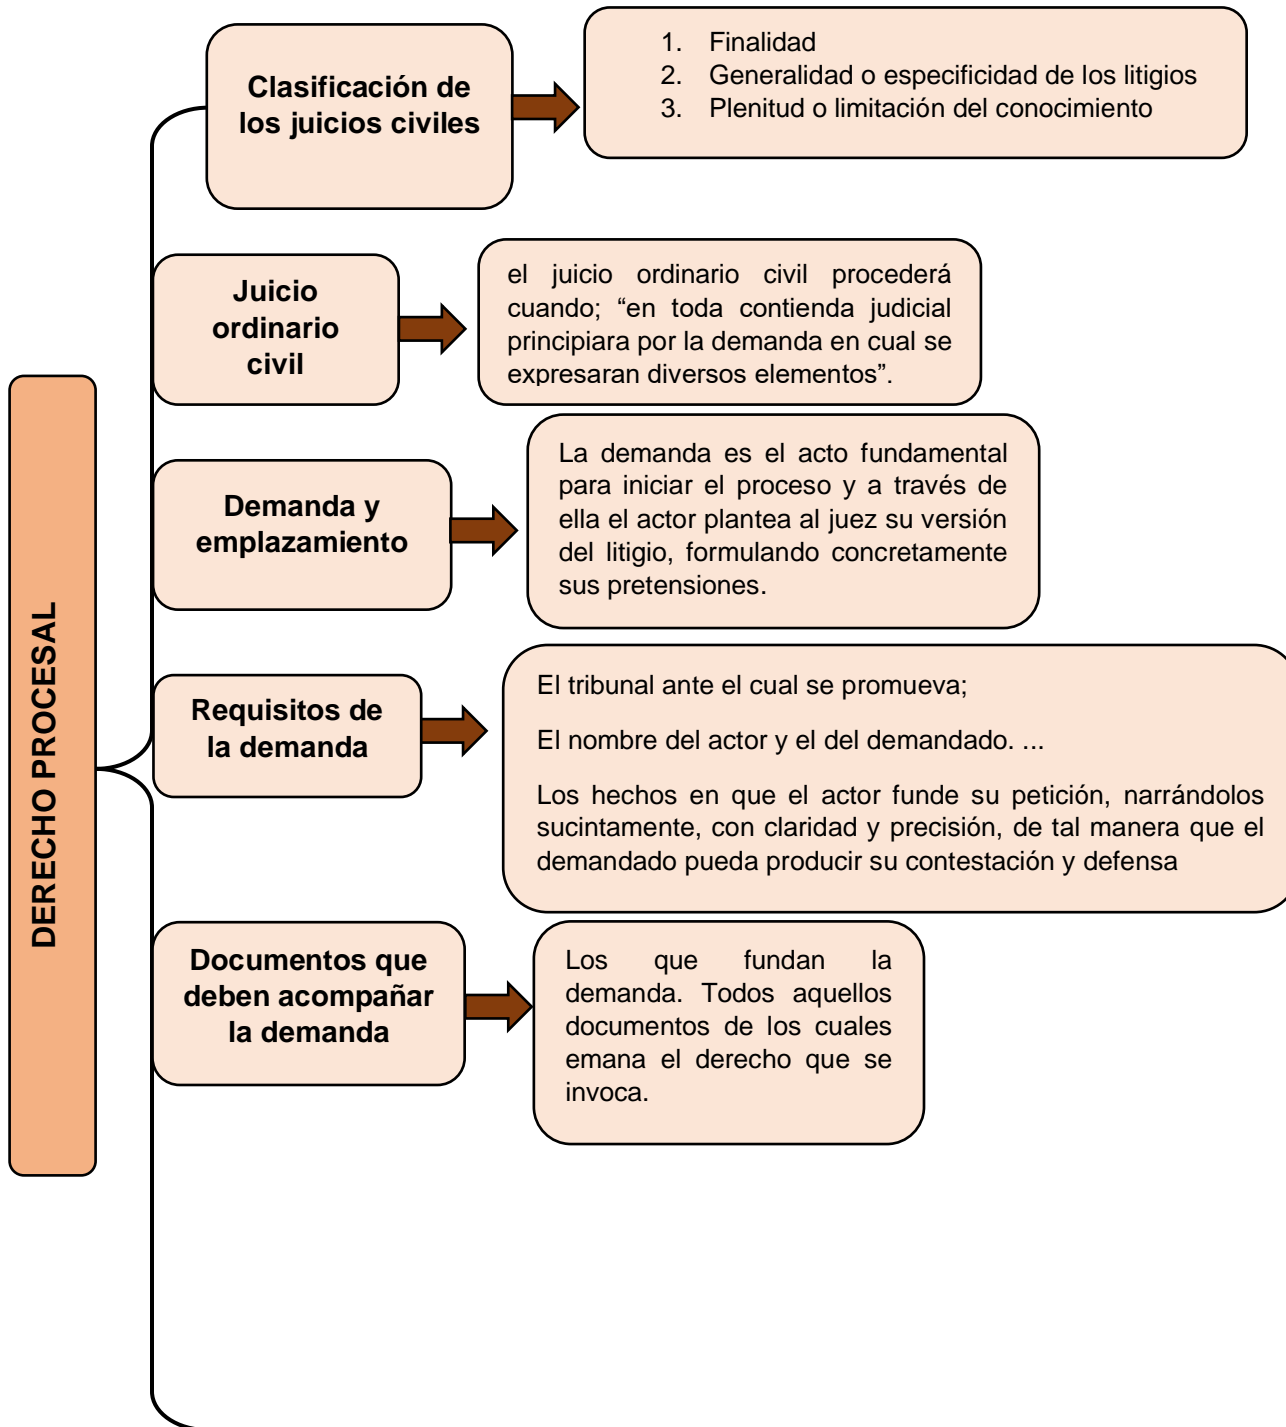 Clasificación de
los juicios civiles
1. Finalidad
2. Generalidad o especificidad de los litigios
3. Plenitud o limitación del conocimiento
Juicio
ordinario
civil
el juicio ordinario civil procederá
cuando; “en toda contienda judicial
principiara por la demanda en cual se
expresaran diversos elementos”.
DERECHO PROCESAL
Demanda y
emplazamiento
La demanda es el acto fundamental
para iniciar el proceso y a través de
ella el actor plantea al juez su versión
del litigio, formulando concretamente
sus pretensiones.
Requisitos de
la demanda
El tribunal ante el cual se promueva;
El nombre del actor y el del demandado. ...
Los hechos en que el actor funde su petición, narrándolos
sucintamente, con claridad y precisión, de tal manera que el
demandado pueda producir su contestación y defensa
Documentos que
deben acompañar
la demanda
Los que fundan la
demanda. Todos aquellos
documentos de los cuales
emana el derecho que se
invoca.